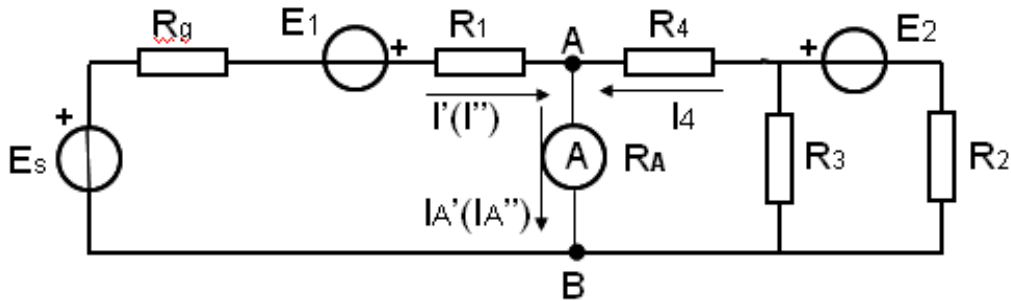 Rg E1 + R1 A R4 + E2
+
I'(I'') I4
Es A RA R3 R2
IA'(IA'')
B